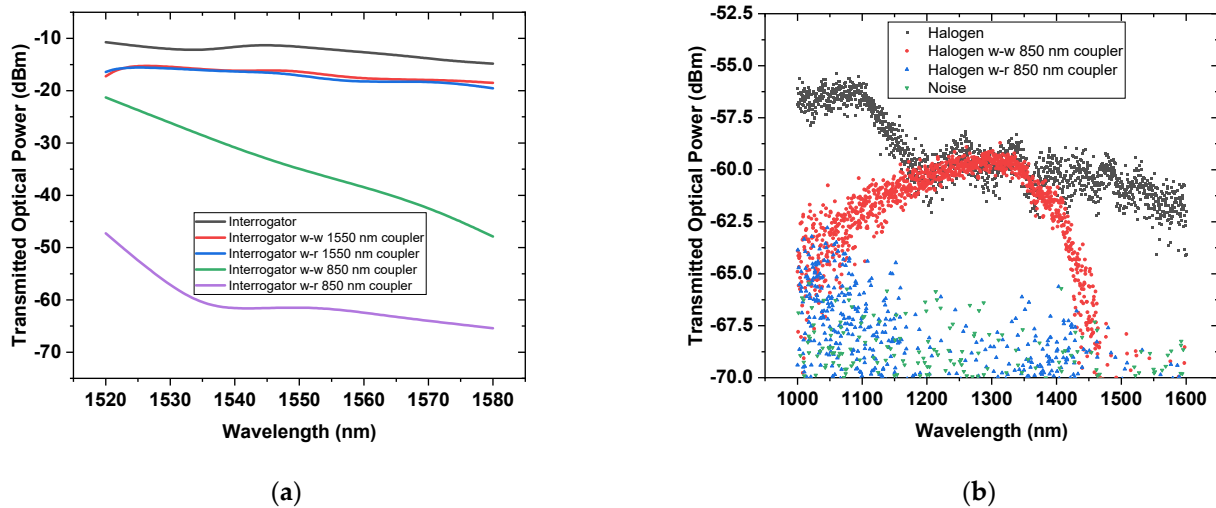 Transmitted Optical Power (dBm)
-10
-20
-30
-40
-50
-60
-70
Interrogator
Interrogator w-w 1550 nm coupler
Interrogator w-r 1550 nm coupler
Interrogator w-w 850 nm coupler
Interrogator w-r 850 nm coupler
1520 1530 1540 1550 1560 1570 1580
Wavelength (nm)
(a)
Transmitted Optical Power (dBm)
-52.5
-55.0
-57.5
-60.0
-62.5
-65.0
-67.5
-70.0
Halogen
Halogen w-w 850 nm coupler
Halogen w-r 850 nm coupler
Noise
1000 1100 1200 1300 1400 1500 1600
Wavelength (nm)
(b)